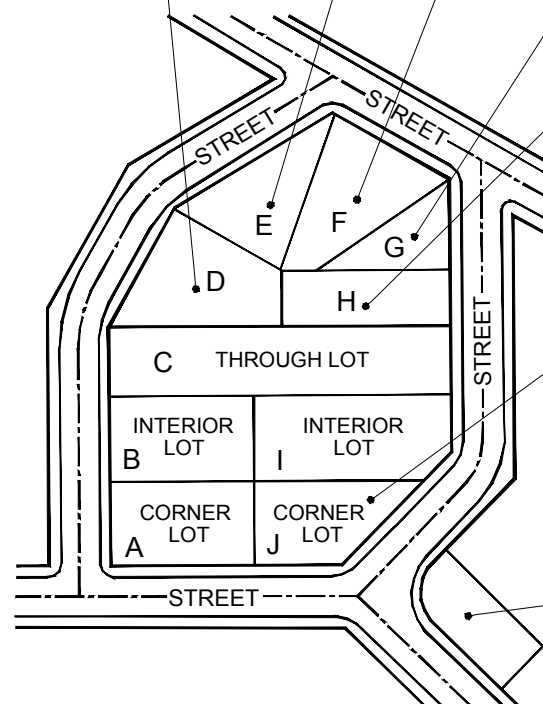 STREET
STREET
E
F
G
D
H
STREET
C
THROUGH LOT
INTERIOR
LOT
B
INTERIOR
LOT
I
CORNER
LOT
A
CORNER
LOT
J
STREET